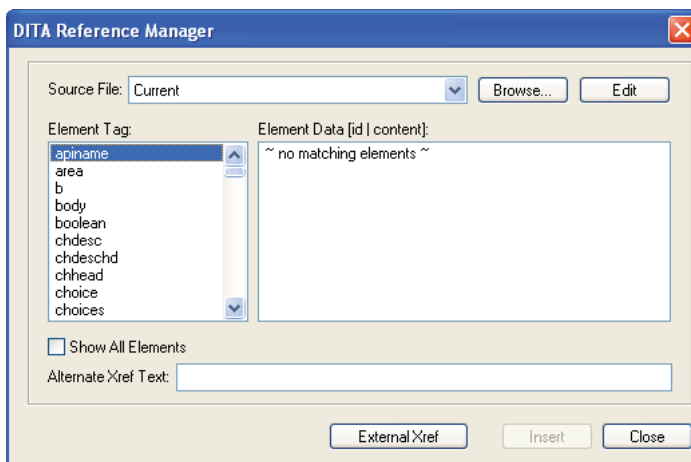 DITA Reference Manager
Source File: Current Browse... Edit
Element Tag: Element Data [id | content]:
apiname ~ no matching elements ~
area
b
body
boolean
chdesc
chdeschd
chhead
choice
choices
Show All Elements
Alternate Xref Text:
External Xref Insert Close